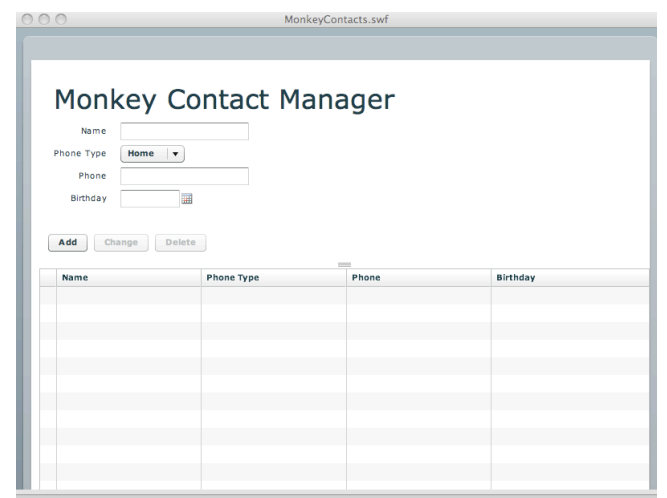 MonkeyContacts.swf
Monkey Contact Manager
Name
Phone Type Home
Phone
Birthday
Add Change Delete
Name Phone Type Phone Birthday